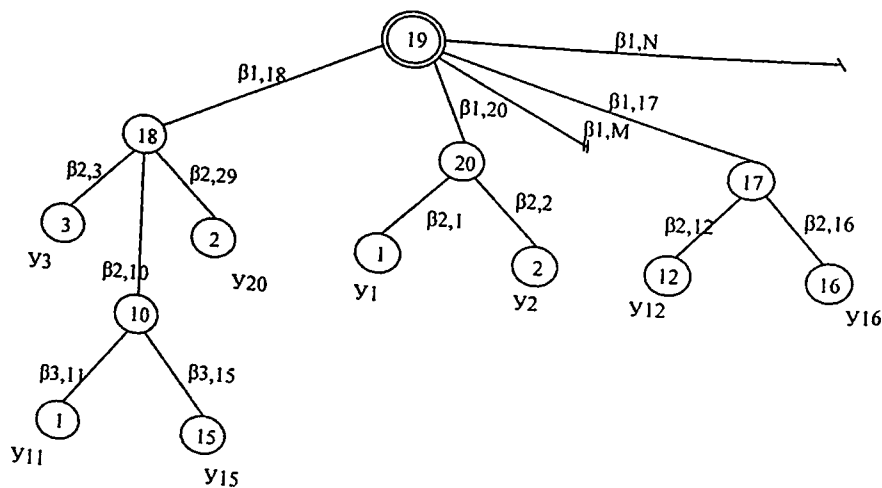 19
β1,N
β1,18
β1,20
β1,17
β1,M
18
20
17
β2,3
β2,29
β2,1
β2,2
β2,12
β2,16
3
2
1
2
12
16
У3
β2,10
У20
У1
У2
У12
У16
10
β3,11
β3,15
1
15
У11
У15